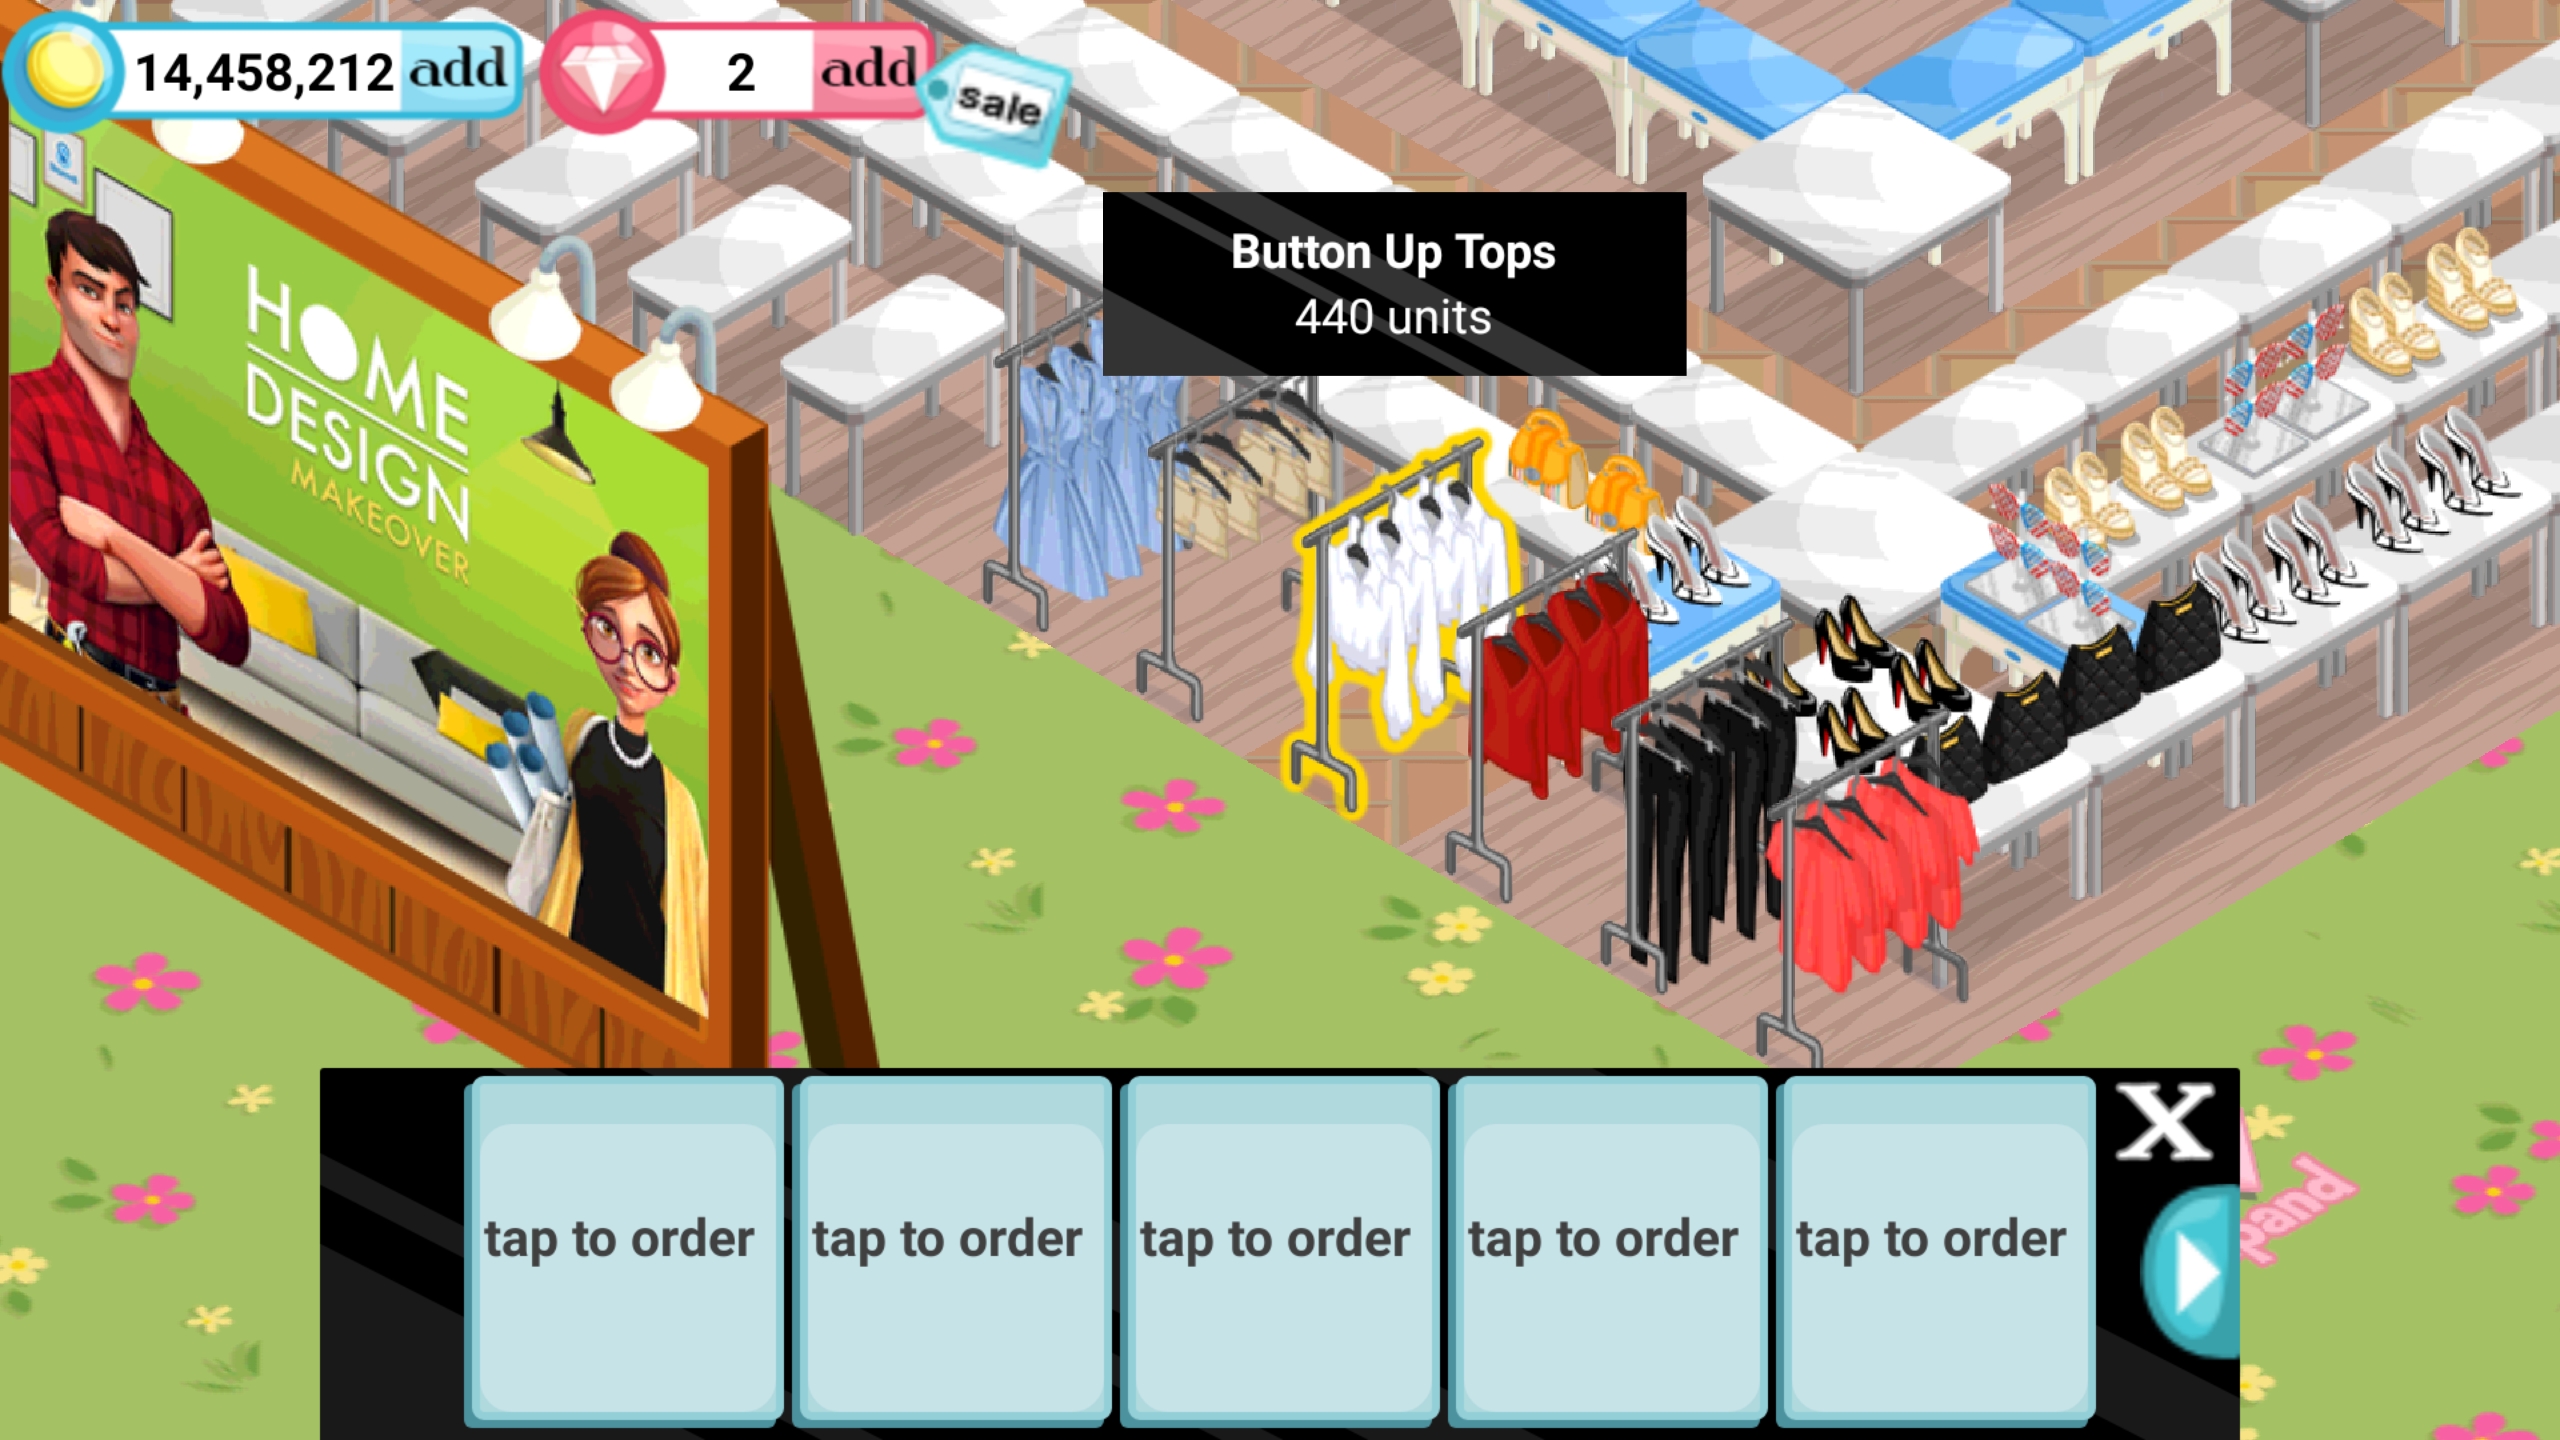 14,458,212 add
2 add
sale
HOME
DESIGN
MAKEOVER
Button Up Tops
440 units
tap to order
tap to order
tap to order
tap to order
tap to order
X
pand